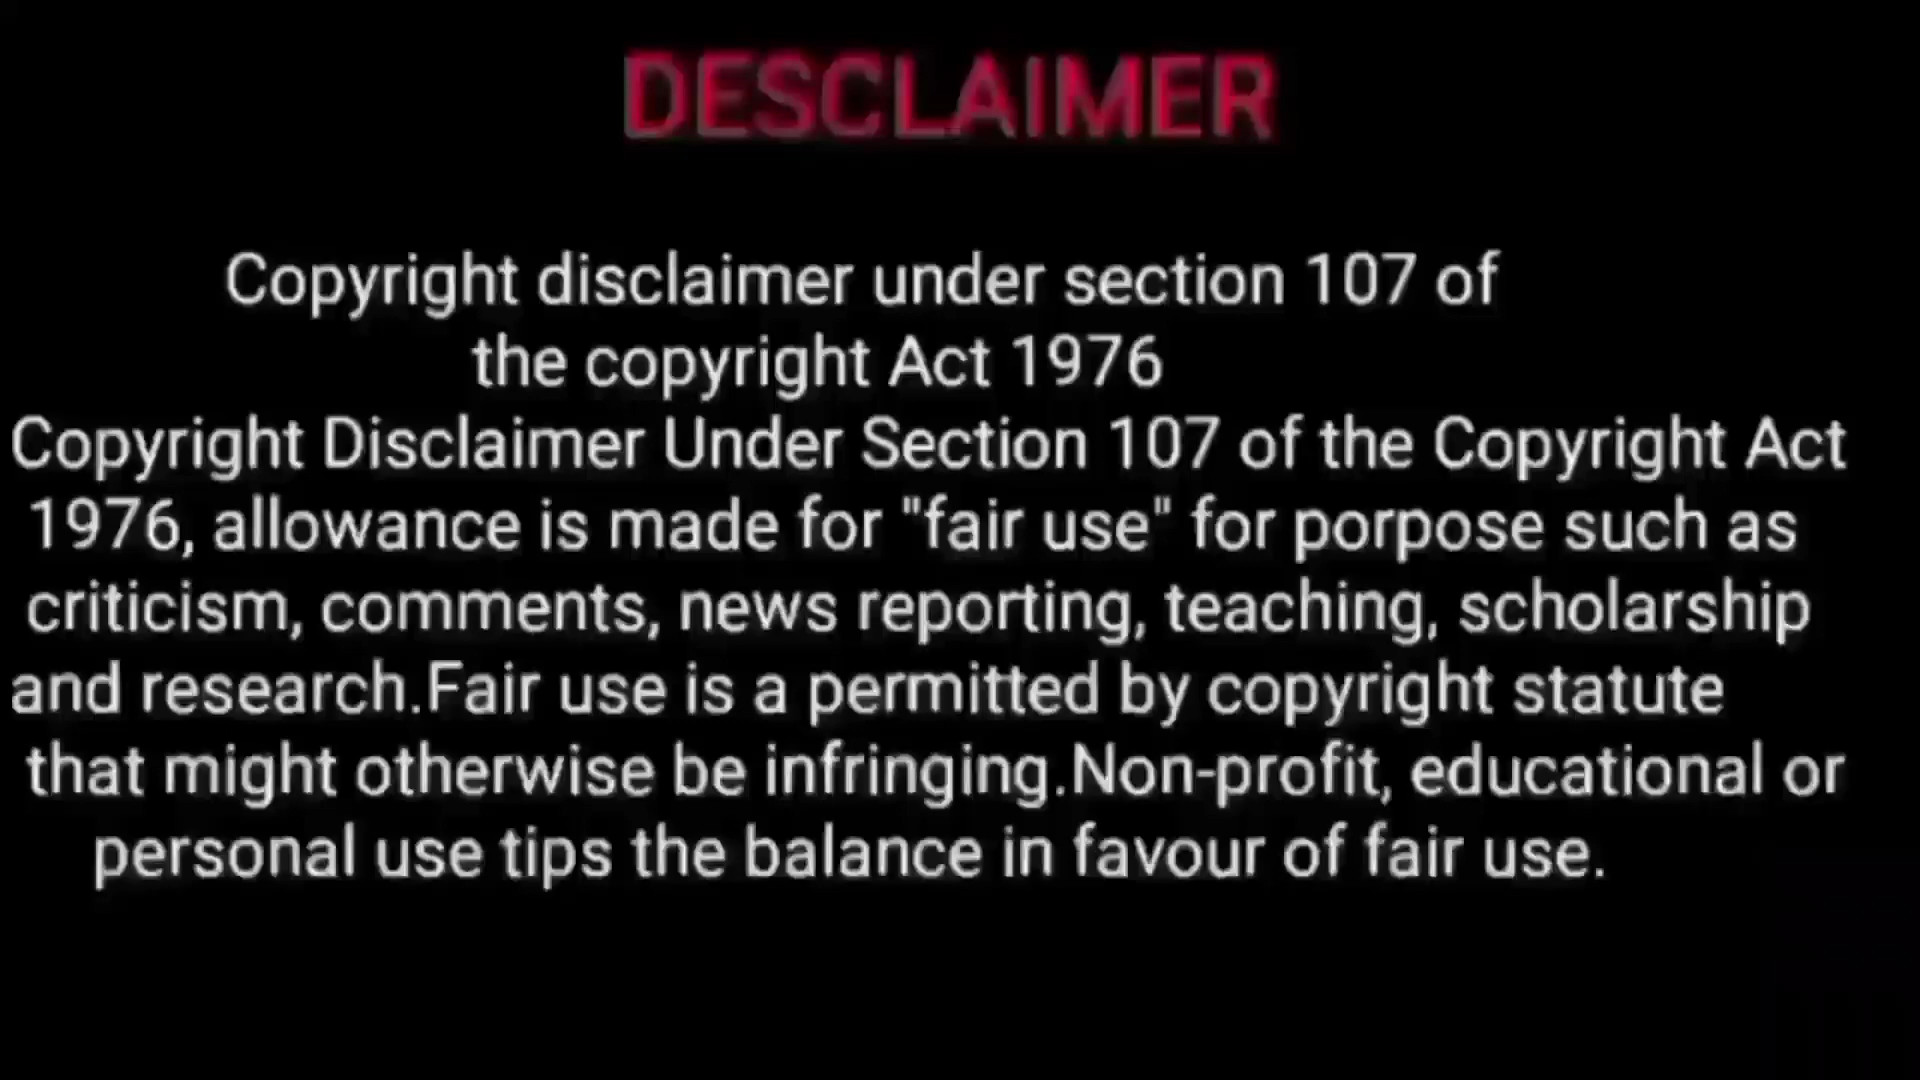 DESCLAIMER
Copyright disclaimer under section 107 of
the copyright Act 1976
Copyright Disclaimer Under Section 107 of the Copyright Act
1976, allowance is made for "fair use" for porpose such as
criticism, comments, news reporting, teaching, scholarship
and research.Fair use is a permitted by copyright statute
that might otherwise be infringing.Non-profit, educational or
personal use tips the balance in favour of fair use.